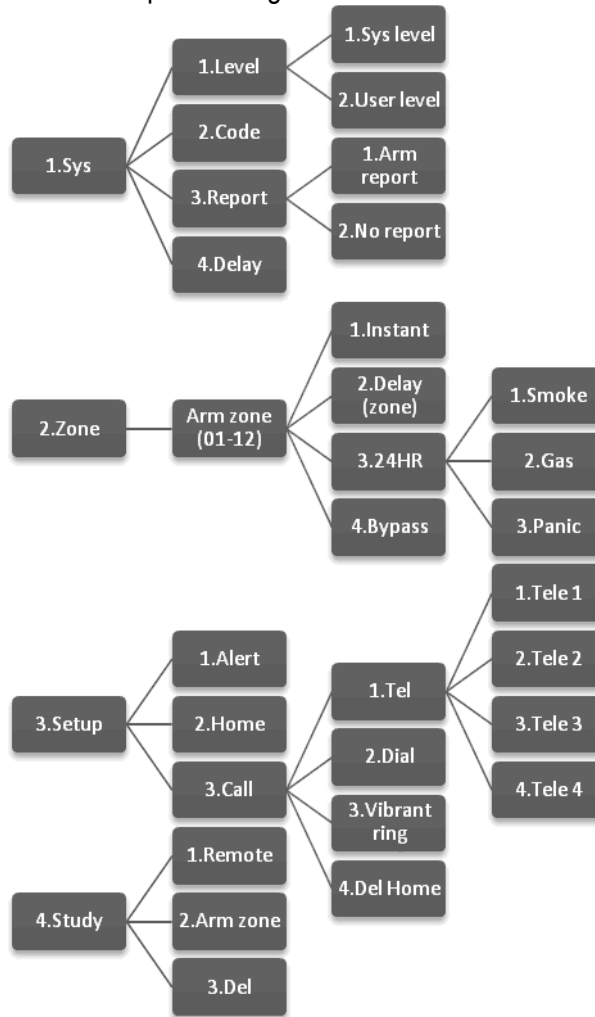 1.Sys level
1.Level
2.User level
2.Code
1.Sys
1.Arm
report
3.Report
2.No report
4.Delay
1.Instant
2.Delay
(zone)
1.Smoke
2.Zone
Arm zone
(01-12)
3.24HR
2.Gas
4.Bypass
3.Panic
1.Tele 1
1.Alert
2.Tele 2
1.Tel
3.Setup
2.Home
3.Tele 3
2.Dial
3.Call
4.Tele 4
3.Vibrant
ring
1.Remote
4.Del Home
4.Study
2.Arm zone
3.Del